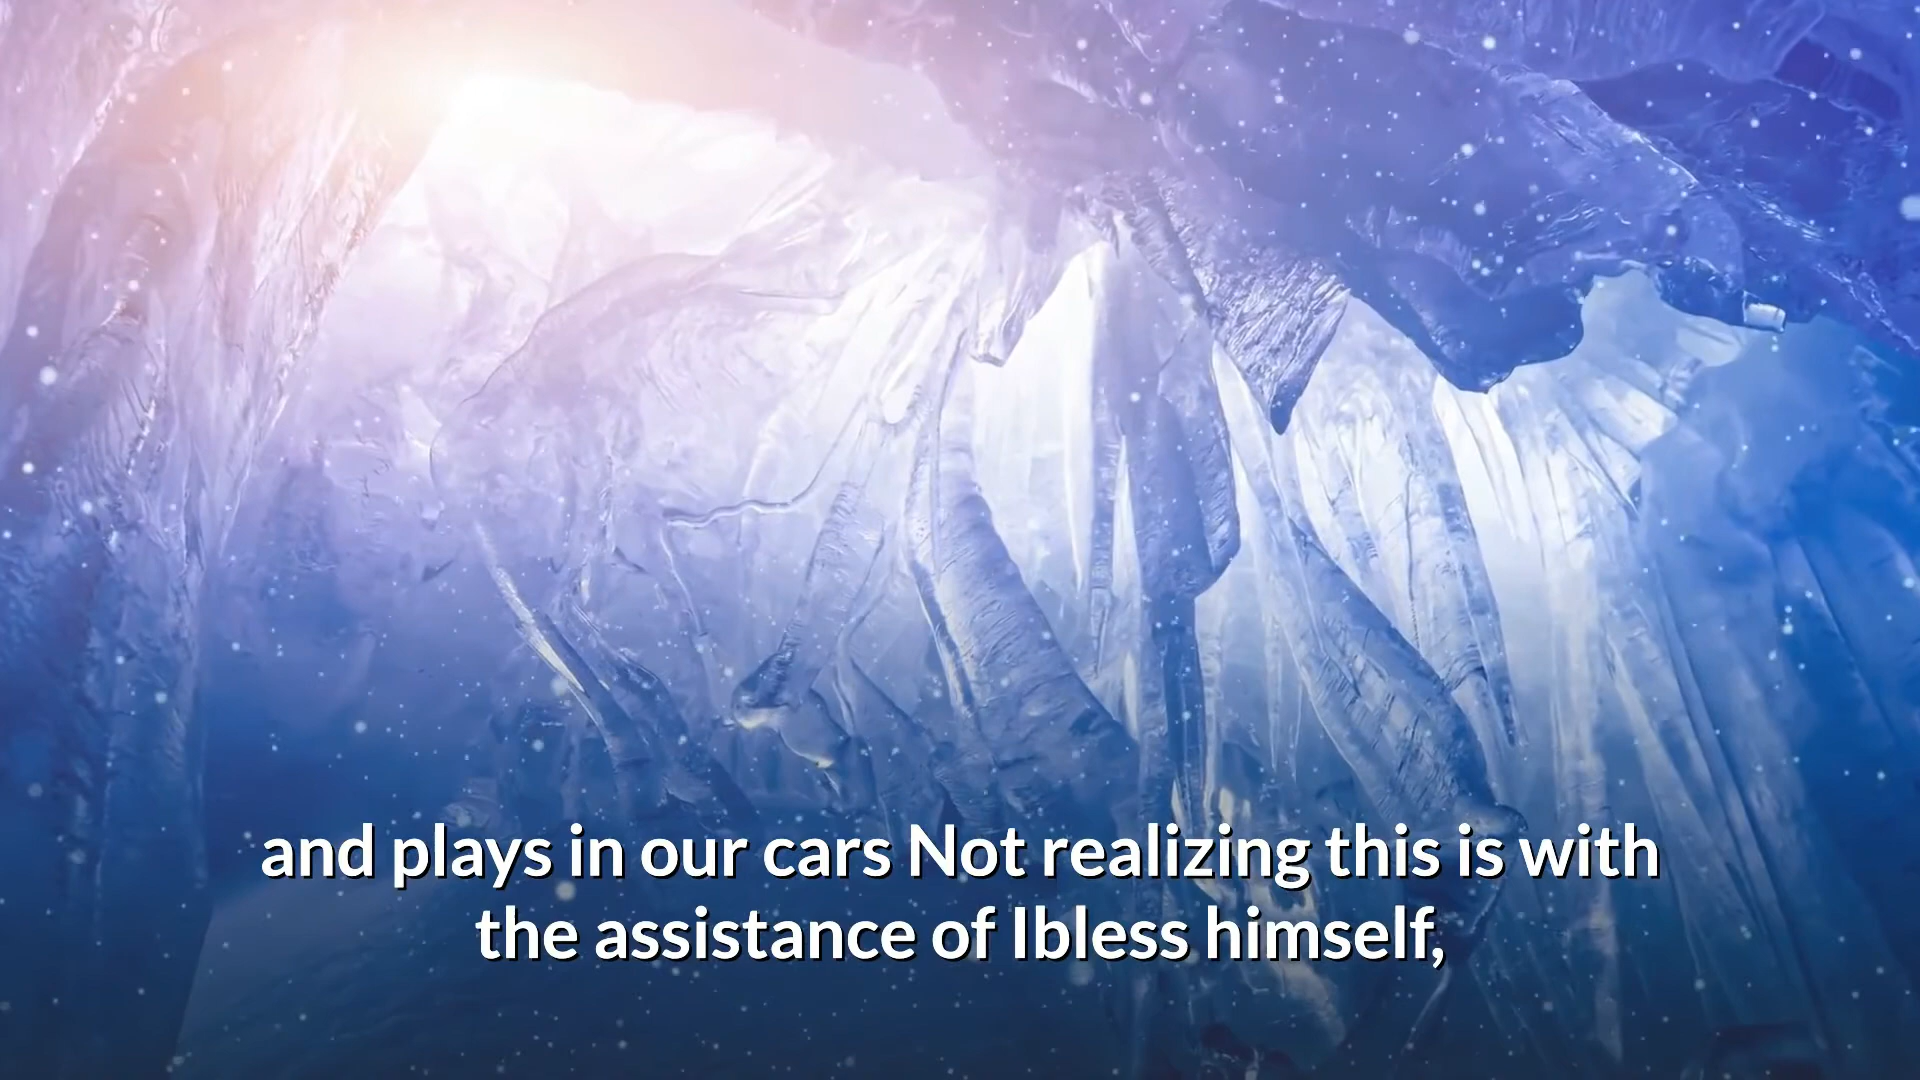 and plays in our cars Not realizing this is with
the assistance of Ibless himself,